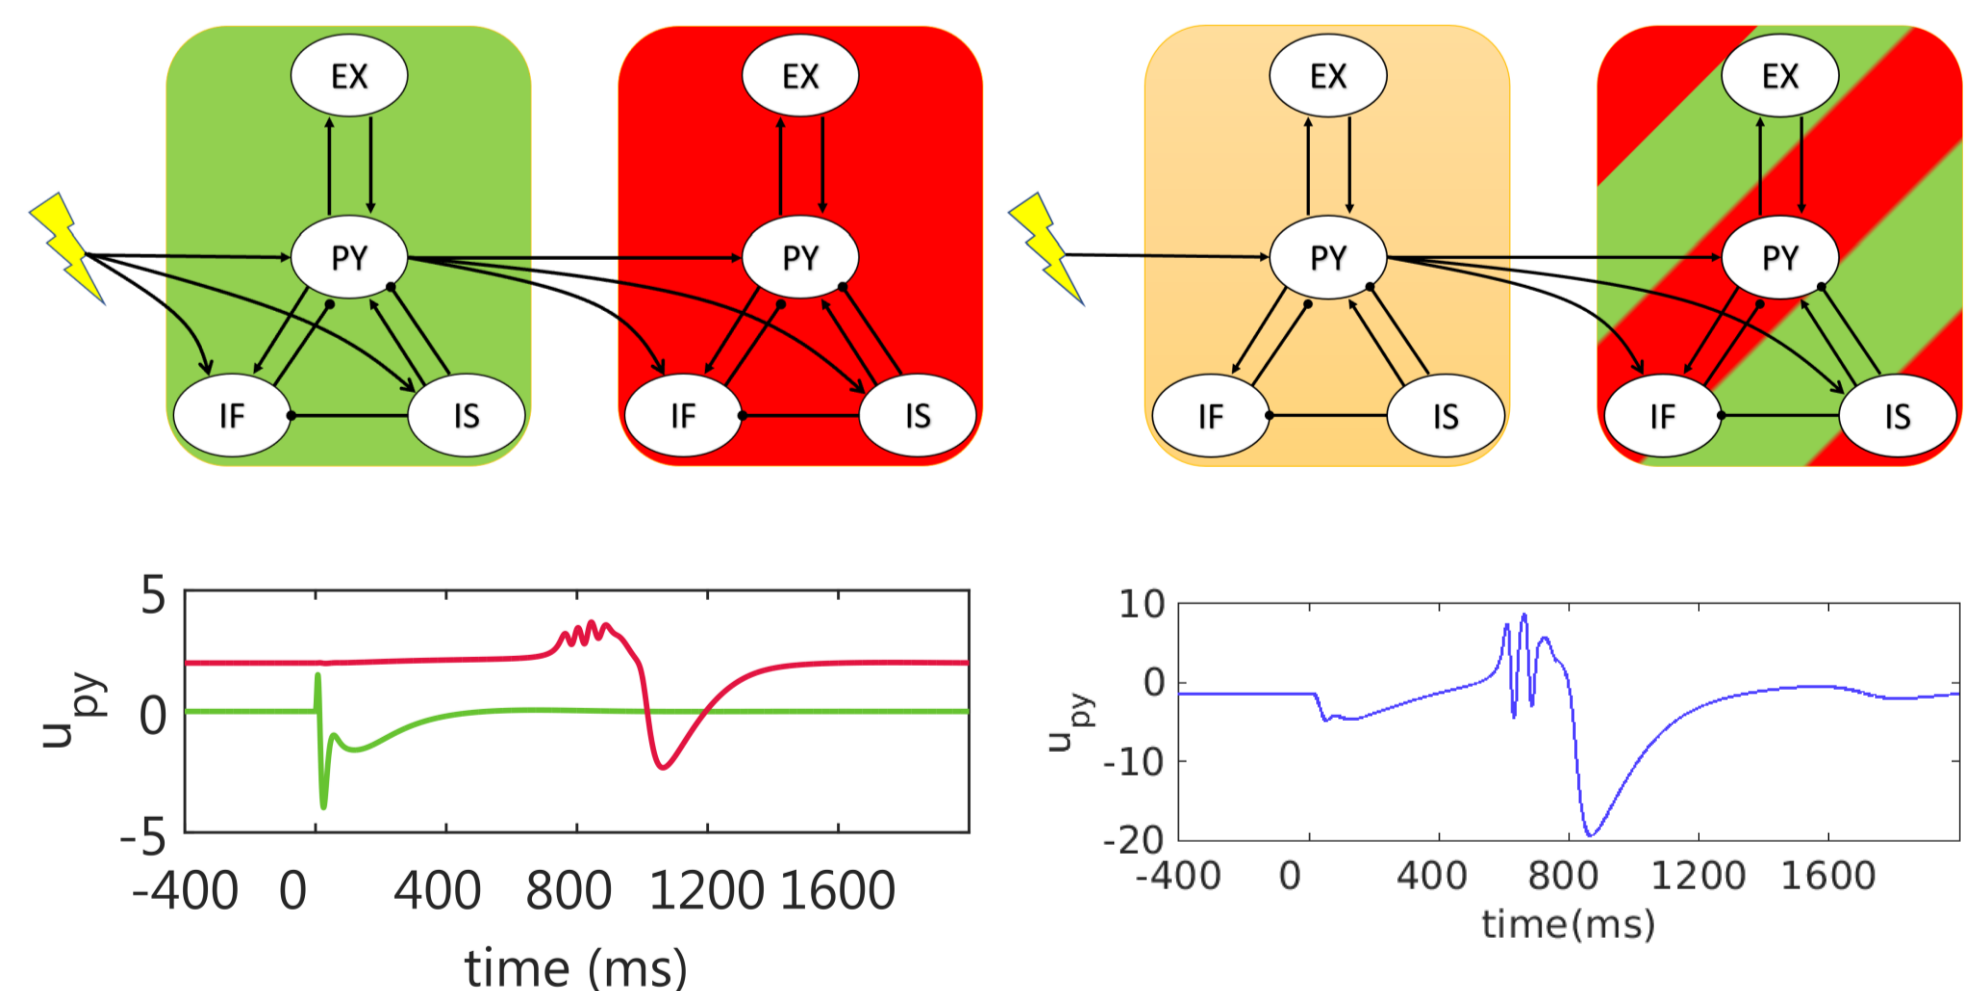 EX EX EX EX
PY PY PY PY
IF IS IF IS IF IS IF IS
5
0
-5
u_py
-400 0 400 800 1200 1600
time (ms)
10
0
-10
-20
u_py
-400 0 400 800 1200 1600
time(ms)